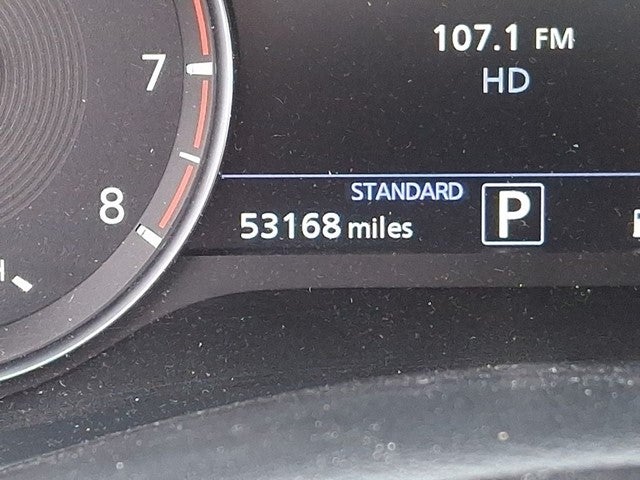 107.1 FM
HD
7
STANDARD
8
53168 miles
P
H